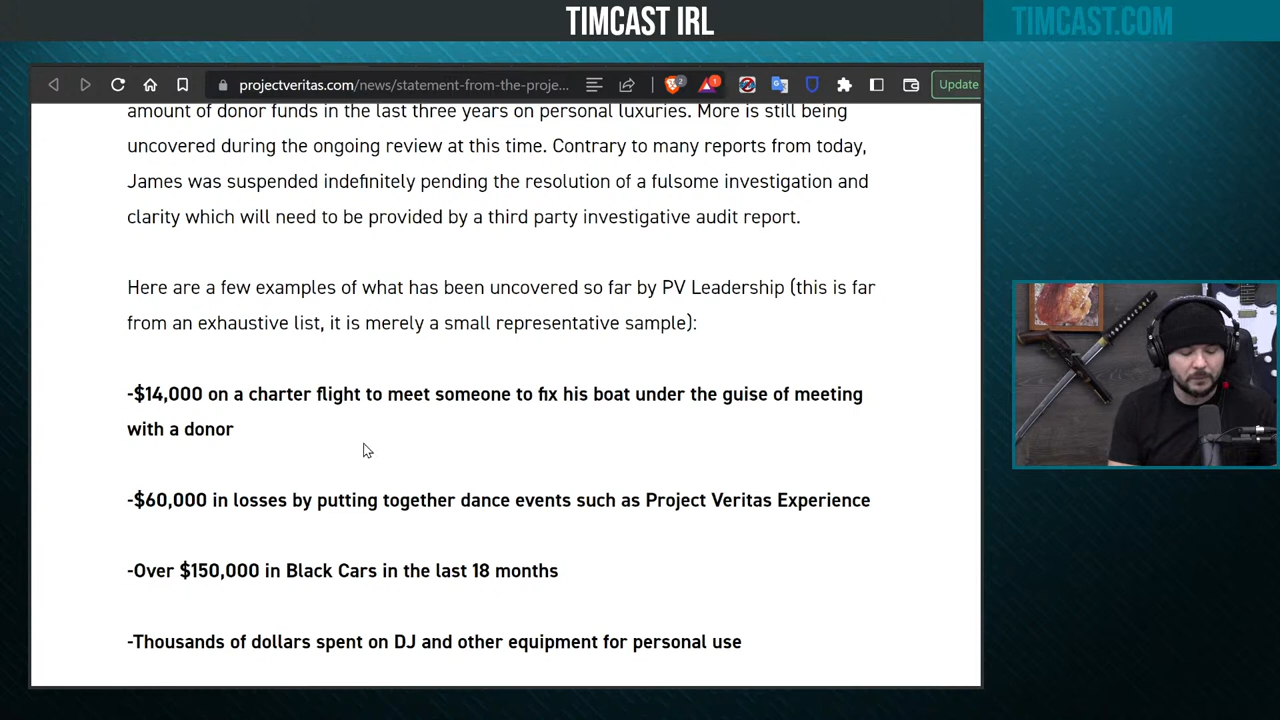 TIMCAST IRL
TIMCAST.COM
projectveritas.com/news/statement-from-the-proje...
2
1
Update
amount of donor funds in the last three years on personal luxuries. More is still being
uncovered during the ongoing review at this time. Contrary to many reports from today,
James was suspended indefinitely pending the resolution of a fulsome investigation and
clarity which will need to be provided by a third party investigative audit report.
Here are a few examples of what has been uncovered so far by PV Leadership (this is far
from an exhaustive list, it is merely a small representative sample):
-$14,000 on a charter flight to meet someone to fix his boat under the guise of meeting
with a donor
-$60,000 in losses by putting together dance events such as Project Veritas Experience
-Over $150,000 in Black Cars in the last 18 months
-Thousands of dollars spent on DJ and other equipment for personal use